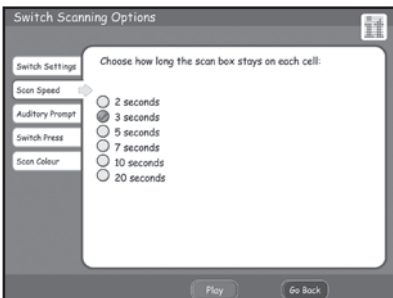 Switch Scanning Options
Switch Settings
Scan Speed
Auditory Prompt
Switch Press
Scan Colour
Choose how long the scan box stays on each cell:
2 seconds
3 seconds
5 seconds
7 seconds
10 seconds
20 seconds
Play
Go Back